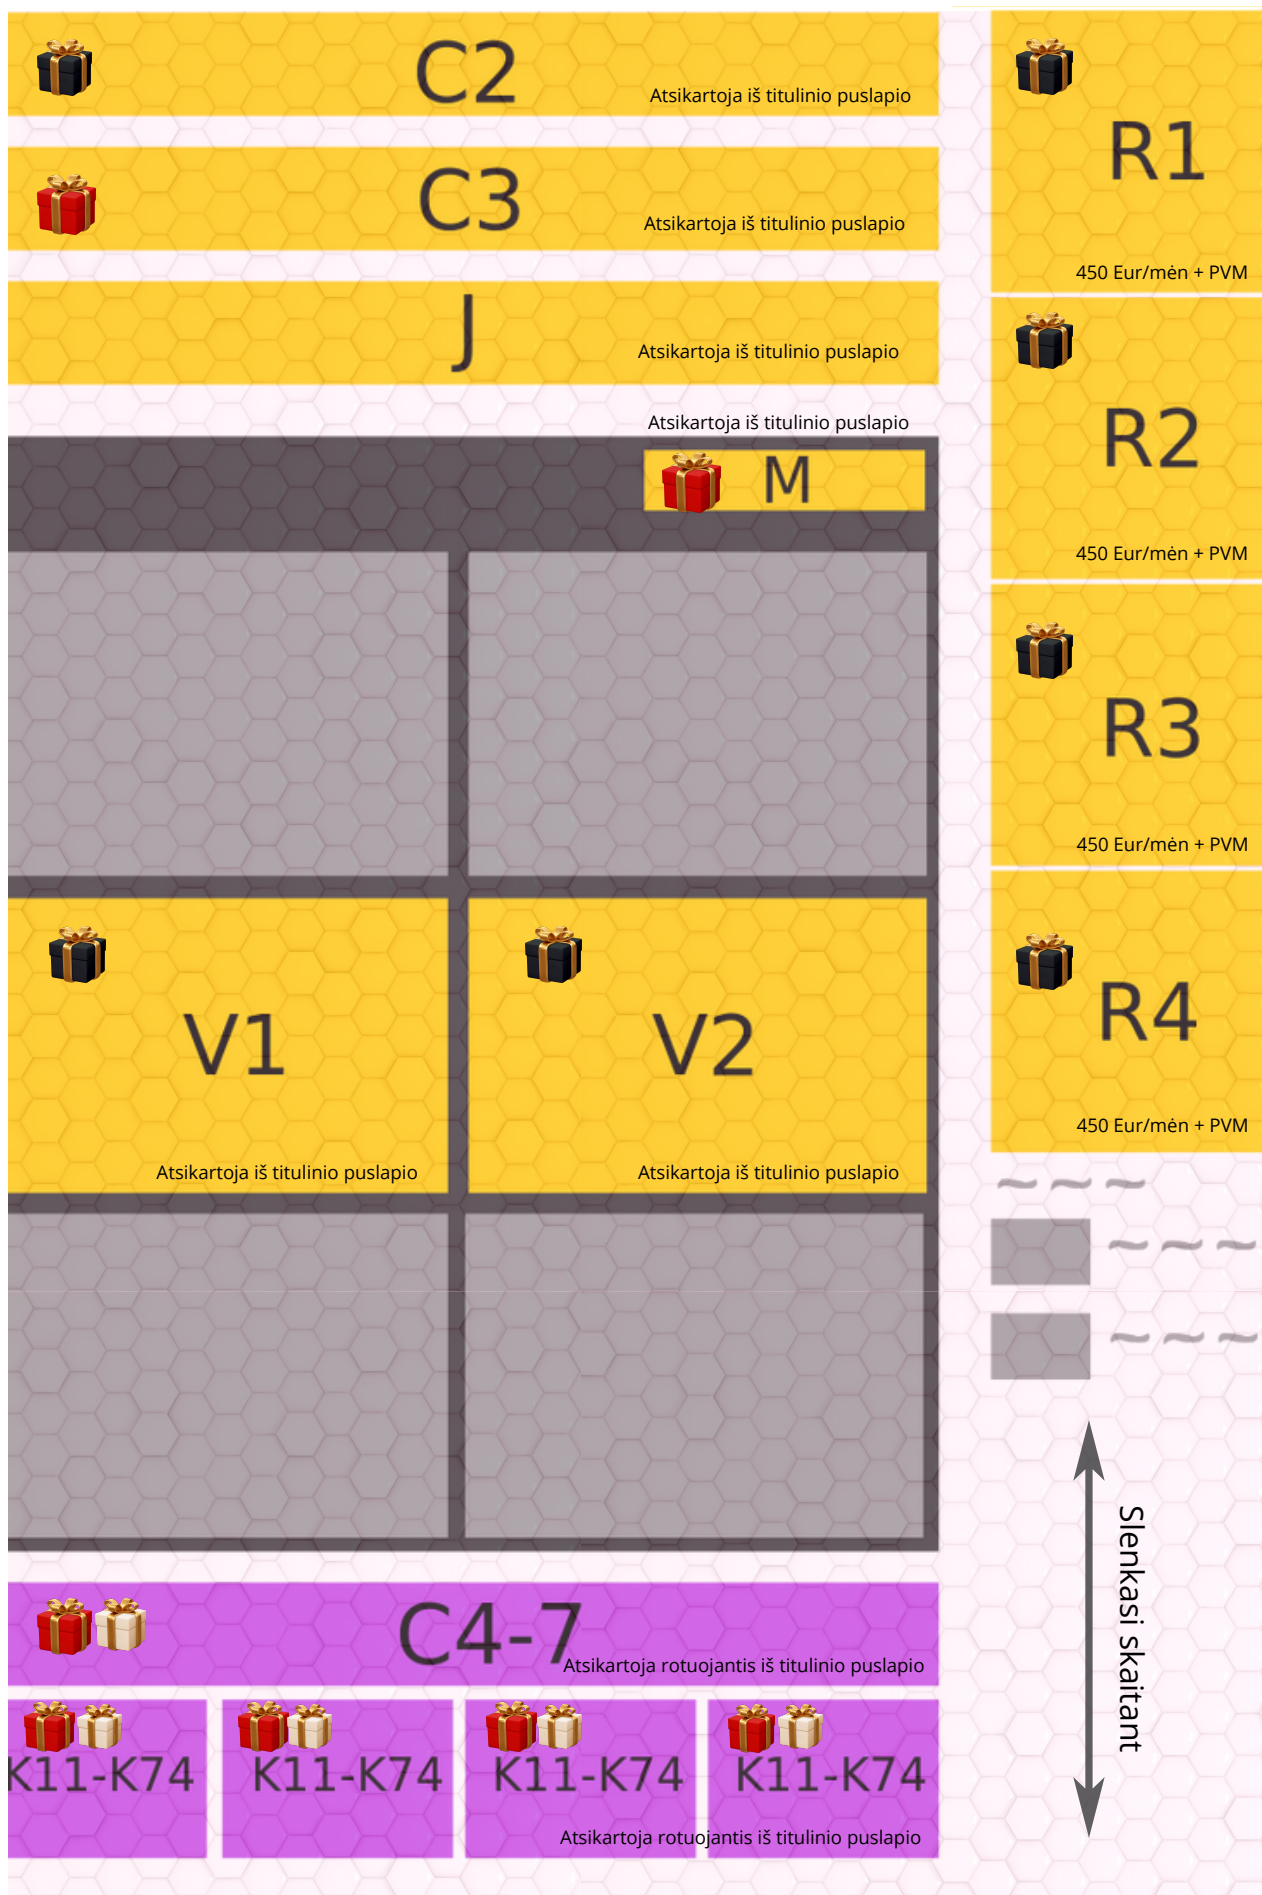 C2
Atsikartoja iš titulinio puslapio
C3
Atsikartoja iš titulinio puslapio
J
Atsikartoja iš titulinio puslapio
Atsikartoja iš titulinio puslapio
M
V1
Atsikartoja iš titulinio puslapio
V2
Atsikartoja iš titulinio puslapio
C4-7
Atsikartoja rotuojantis iš titulinio puslapio
K11-K74
K11-K74
K11-K74
K11-K74
Atsikartoja rotuojantis iš titulinio puslapio
R1
450 Eur/mėn + PVM
R2
450 Eur/mėn + PVM
R3
450 Eur/mėn + PVM
R4
450 Eur/mėn + PVM
~ ~ ~
~ ~ ~
~ ~ ~
Slenkasi skaitant